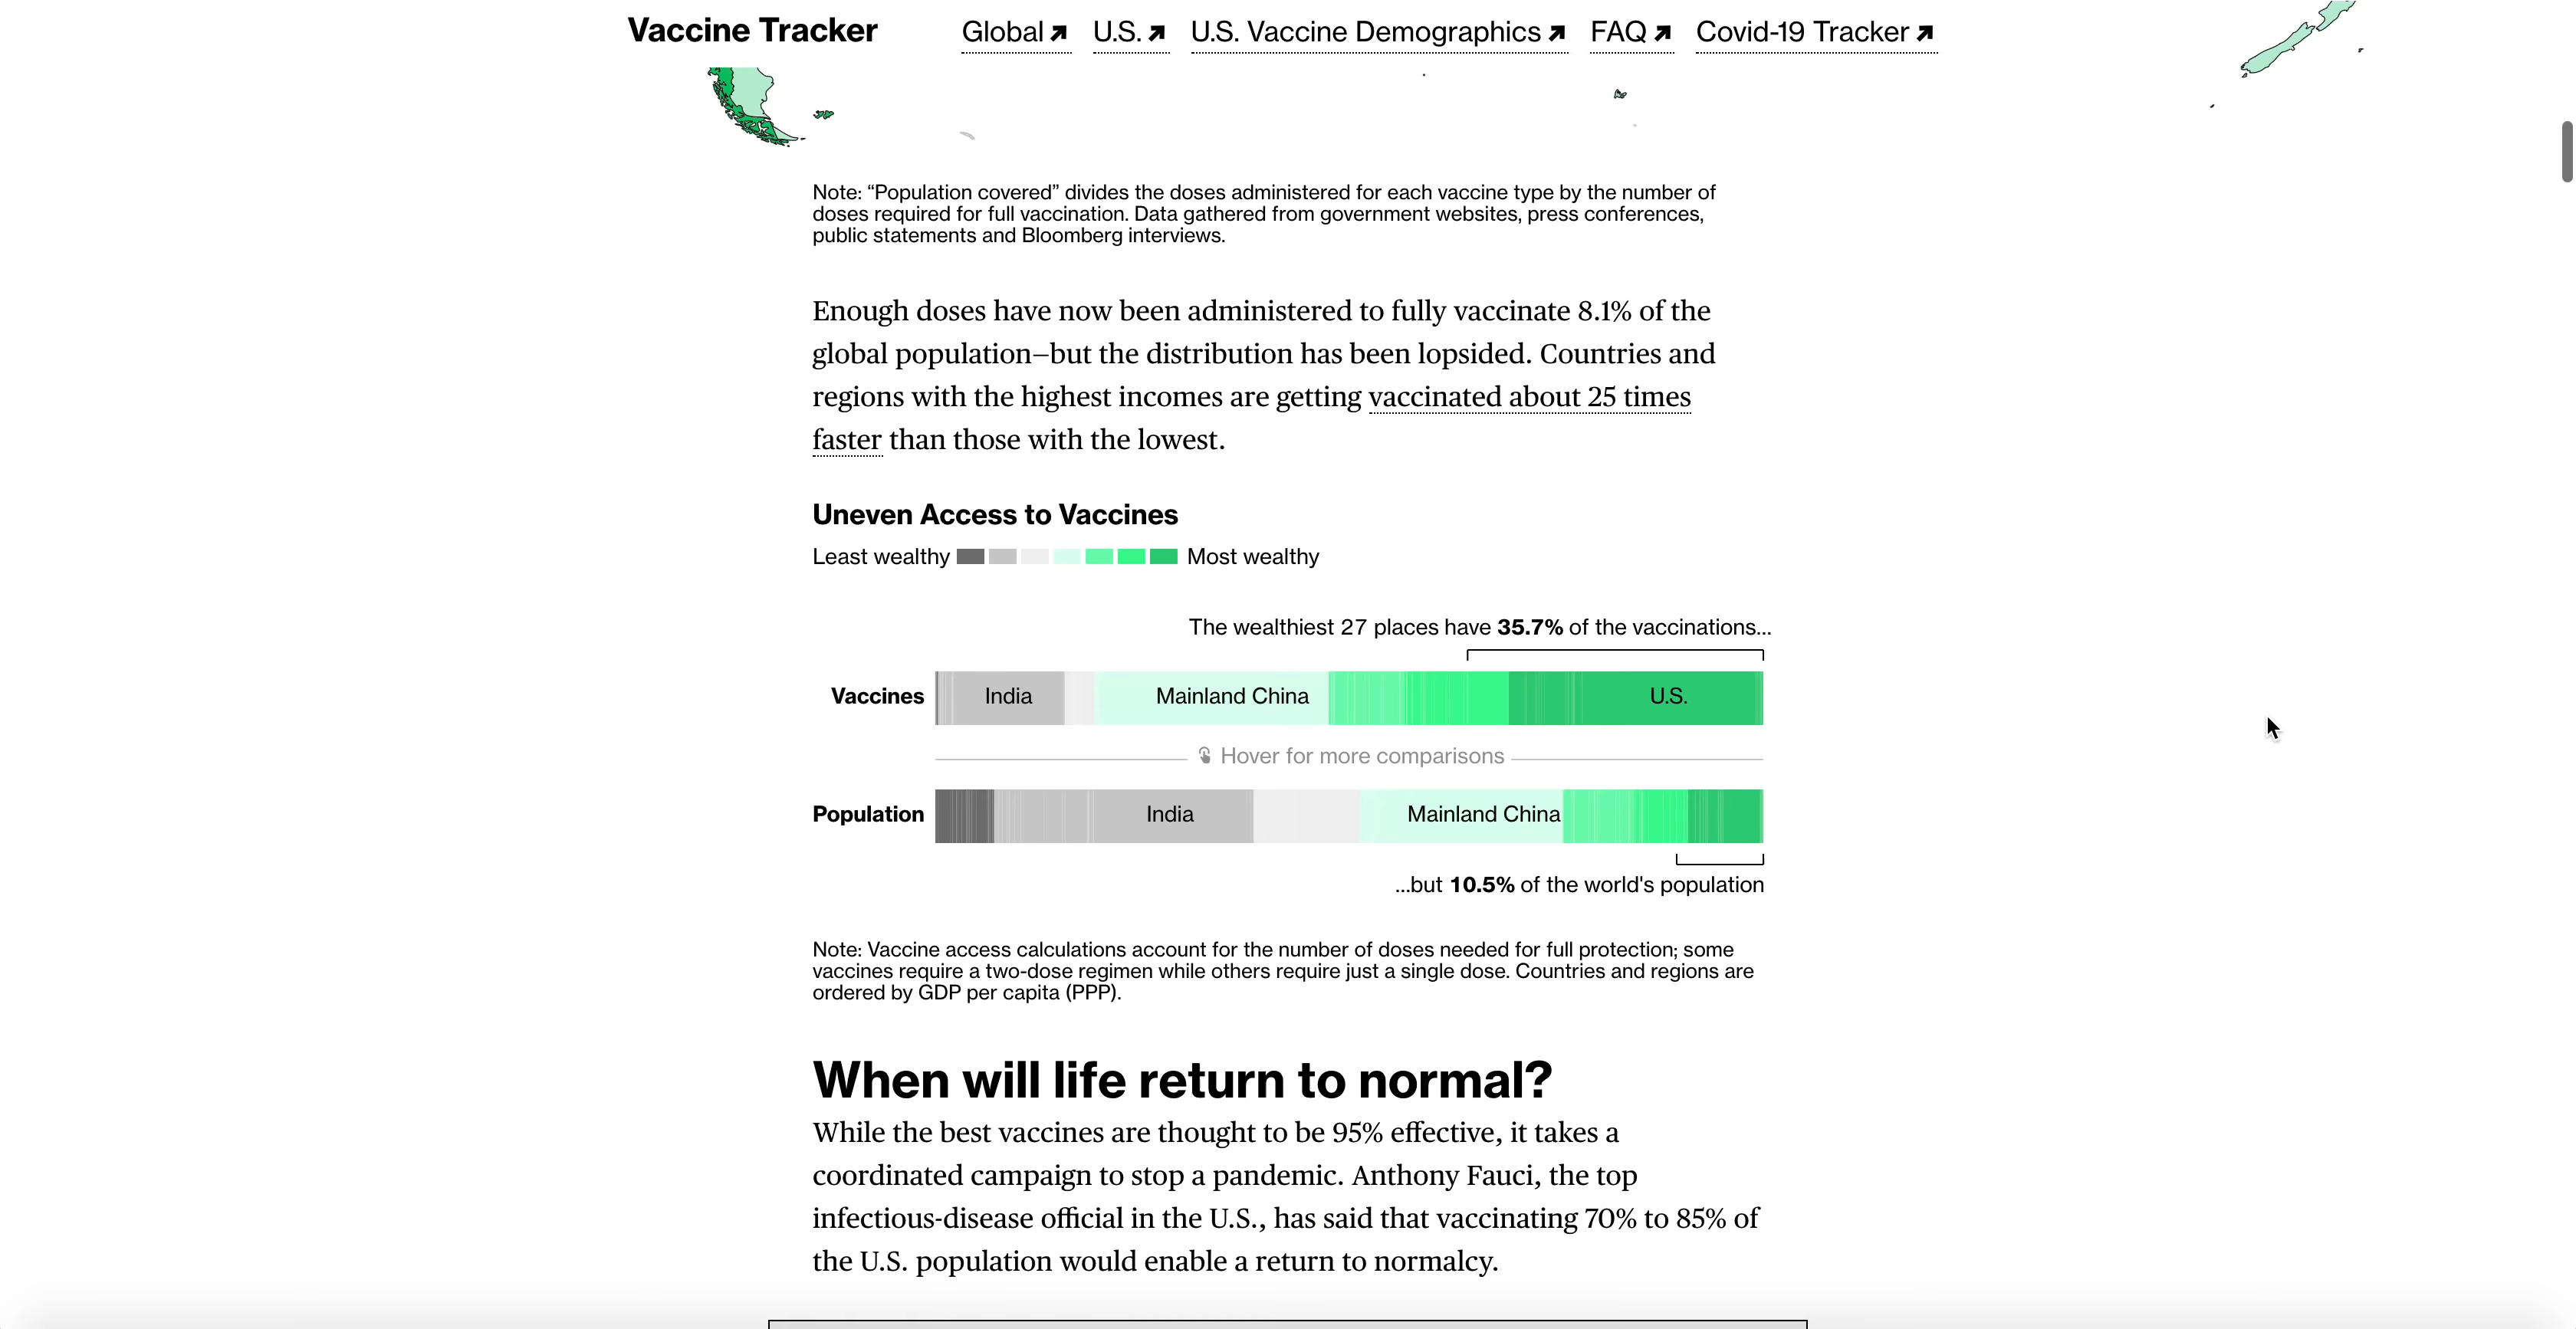 Vaccine Tracker Global U.S. U.S. Vaccine Demographics FAQ Covid-19 Tracker
Note: “Population covered” divides the doses administered for each vaccine type by the number of
doses required for full vaccination. Data gathered from government websites, press conferences,
public statements and Bloomberg interviews.
Enough doses have now been administered to fully vaccinate 8.1% of the
global population—but the distribution has been lopsided. Countries and
regions with the highest incomes are getting vaccinated about 25 times
faster than those with the lowest.
Uneven Access to Vaccines
Least wealthy Most wealthy
The wealthiest 27 places have 35.7% of the vaccinations...
Vaccines India Mainland China U.S.
Hover for more comparisons
Population India Mainland China
...but 10.5% of the world's population
Note: Vaccine access calculations account for the number of doses needed for full protection; some
vaccines require a two-dose regimen while others require just a single dose. Countries and regions are
ordered by GDP per capita (PPP).
When will life return to normal?
While the best vaccines are thought to be 95% effective, it takes a
coordinated campaign to stop a pandemic. Anthony Fauci, the top
infectious-disease official in the U.S., has said that vaccinating 70% to 85% of
the U.S. population would enable a return to normalcy.